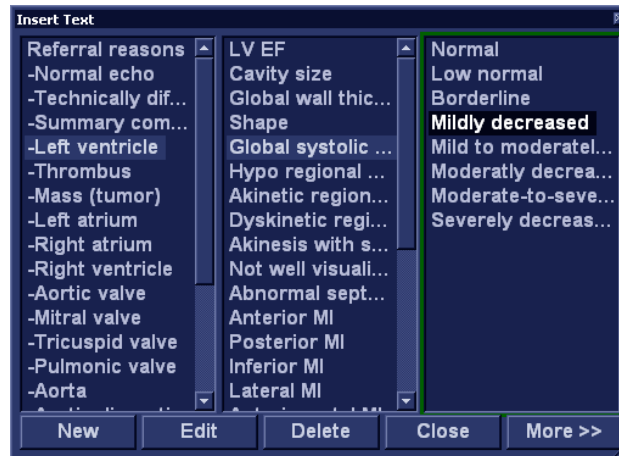 Insert Text
Referral reasons
-Normal echo
-Technically dif...
-Summary com...
-Left ventricle
-Thrombus
-Mass (tumor)
-Left atrium
-Right atrium
-Right ventricle
-Aortic valve
-Mitral valve
-Tricuspid valve
-Pulmonic valve
-Aorta
LV EF
Cavity size
Global wall thic...
Shape
Global systolic ...
Hypo regional ...
Akinetic region...
Dyskinetic regi...
Akinesis with s...
Not well visuali...
Abnormal sept...
Anterior MI
Posterior MI
Inferior MI
Lateral MI
Normal
Low normal
Borderline
Mildly decreased
Mild to moderatel...
Moderatly decrea...
Moderate-to-seve...
Severely decreas...
New
Edit
Delete
Close
More >>